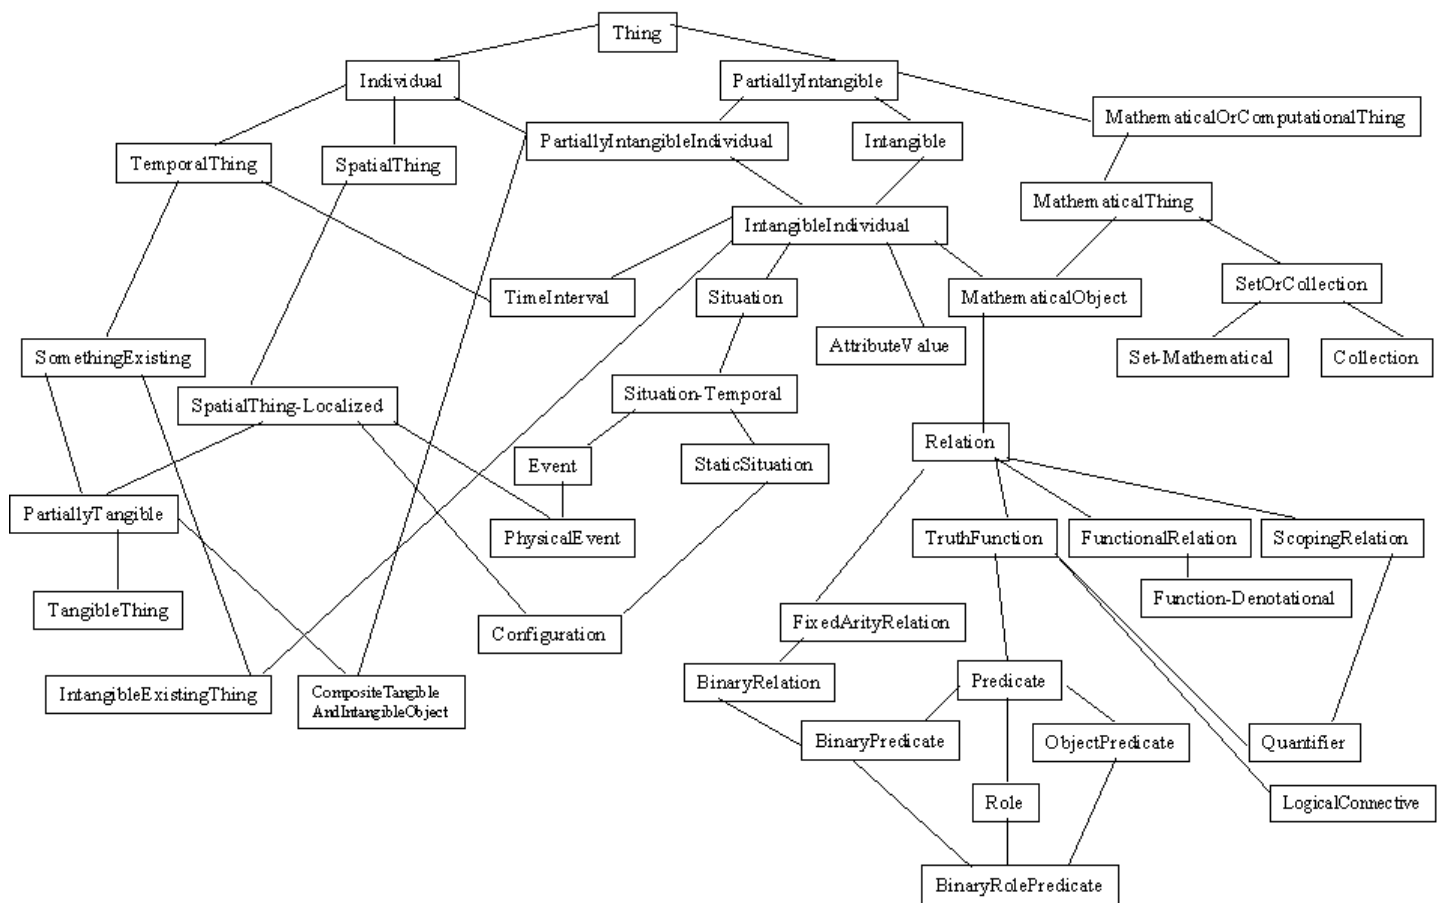 Thing
Individual
PartiallyIntangible
MathematicalOrComputationalThing
PartiallyIntangibleIndividual
Intangible
TemporalThing
SpatialThing
MathematicalThing
IntangibleIndividual
TimeInterval
Situation
MathematicalObject
SetOrCollection
AttributeValue
Set-Mathematical
Collection
SomethingExisting
SpatialThing-Localized
Situation-Temporal
Relation
Event
StaticSituation
PartiallyTangible
PhysicalEvent
TruthFunction
FunctionalRelation
ScopingRelation
TangibleThing
Function-Denotational
Configuration
FixedArityRelation
IntangibleExistingThing
CompositeTangible
AndIntangibleObject
BinaryRelation
Predicate
BinaryPredicate
ObjectPredicate
Quantifier
Role
LogicalConnective
BinaryRolePredicate